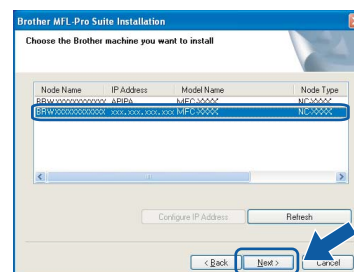 Brother MFL-Pro Suite Installation
Choose the Brother machine you want to install
Node Name IP Address Model Name Node Type
BRWXXXXXXXXXXXX APIPA MFC-XXXX NC-XXXX
BRWXXXXXXXXXXXX xxx.xxx.xxx.xxx MFC-XXXX NC-XXXX
Configure IP Address Refresh
< Back Next > Cancel